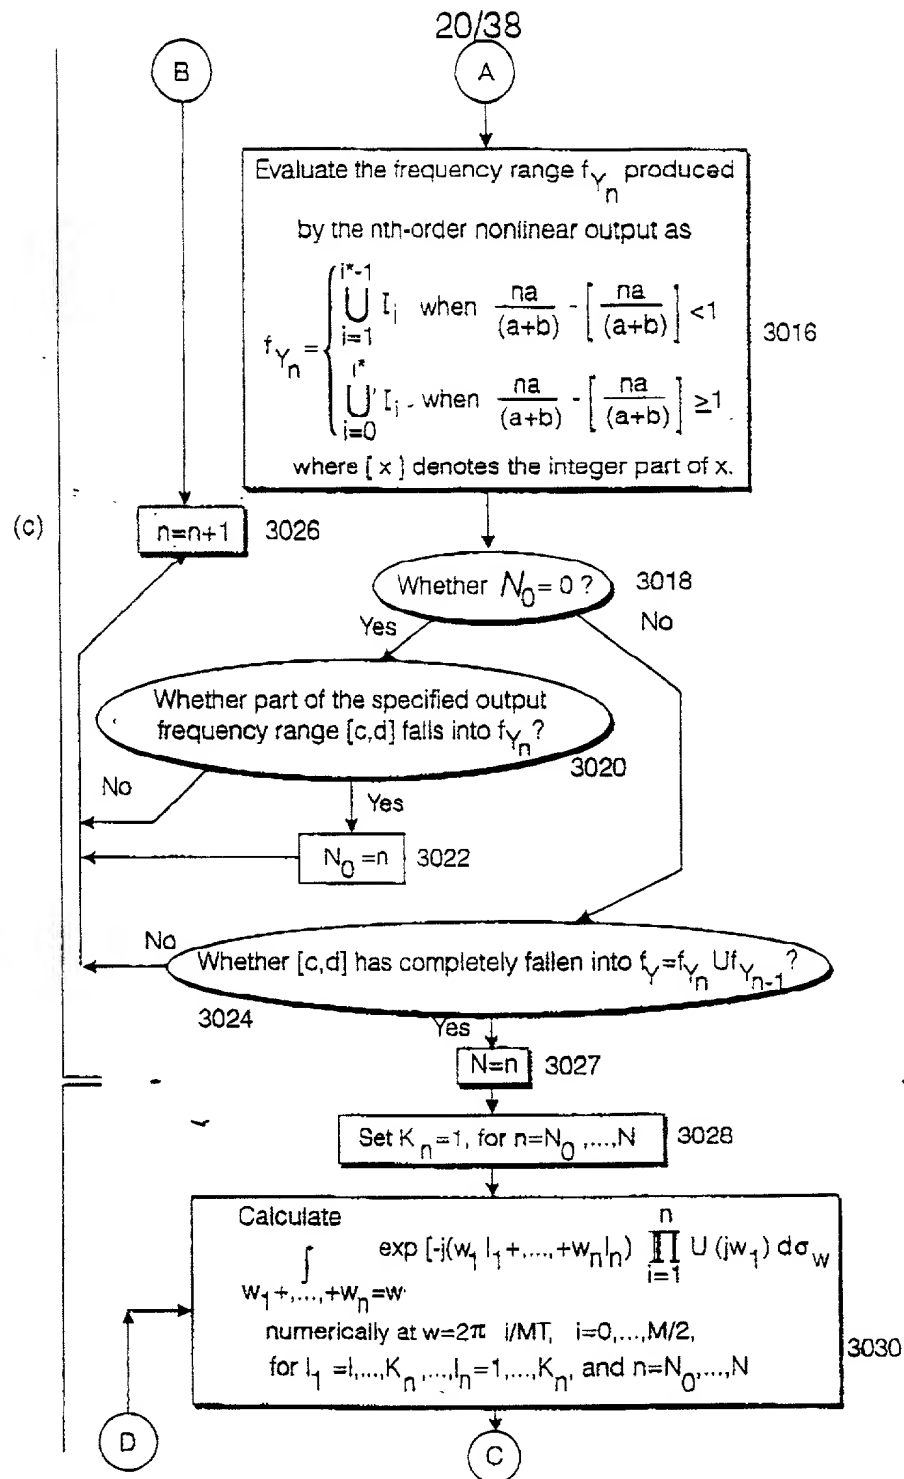 20/38
B
A
Evaluate the frequency range f_{Y_n} produced
by the nth-order nonlinear output as
f_{Y_n} = { ⋃_{i=1}^{i*-1} I_i when na/(a+b) - [na/(a+b)] <1
⋃_{i=0}^{i*} I_i when na/(a+b) - [na/(a+b)] ≥1
where [ x ] denotes the integer part of x.
3016
(c)
n=n+1
3026
Whether N_0 = 0 ?
3018
Yes
No
Whether part of the specified output
frequency range [c,d] falls into f_{Y_n}?
3020
No
Yes
N_0 =n
3022
No
Whether [c,d] has completely fallen into f_Y=f_{Y_n} U f_{Y_{n-1}} ?
3024
Yes
N=n
3027
Set K_n=1, for n=N_0 ,...,N
3028
Calculate
∫_{w_1+,...,+w_n=w} exp [-j(w_1 l_1+,...,+w_n l_n) ∏_{i=1}^{n} U (jw_1) dσ_w
numerically at w=2π i/MT, i=0,...,M/2,
for l_1 =l,...,K_n,...,l_n=1,...,K_n, and n=N_0,...,N
3030
D
C